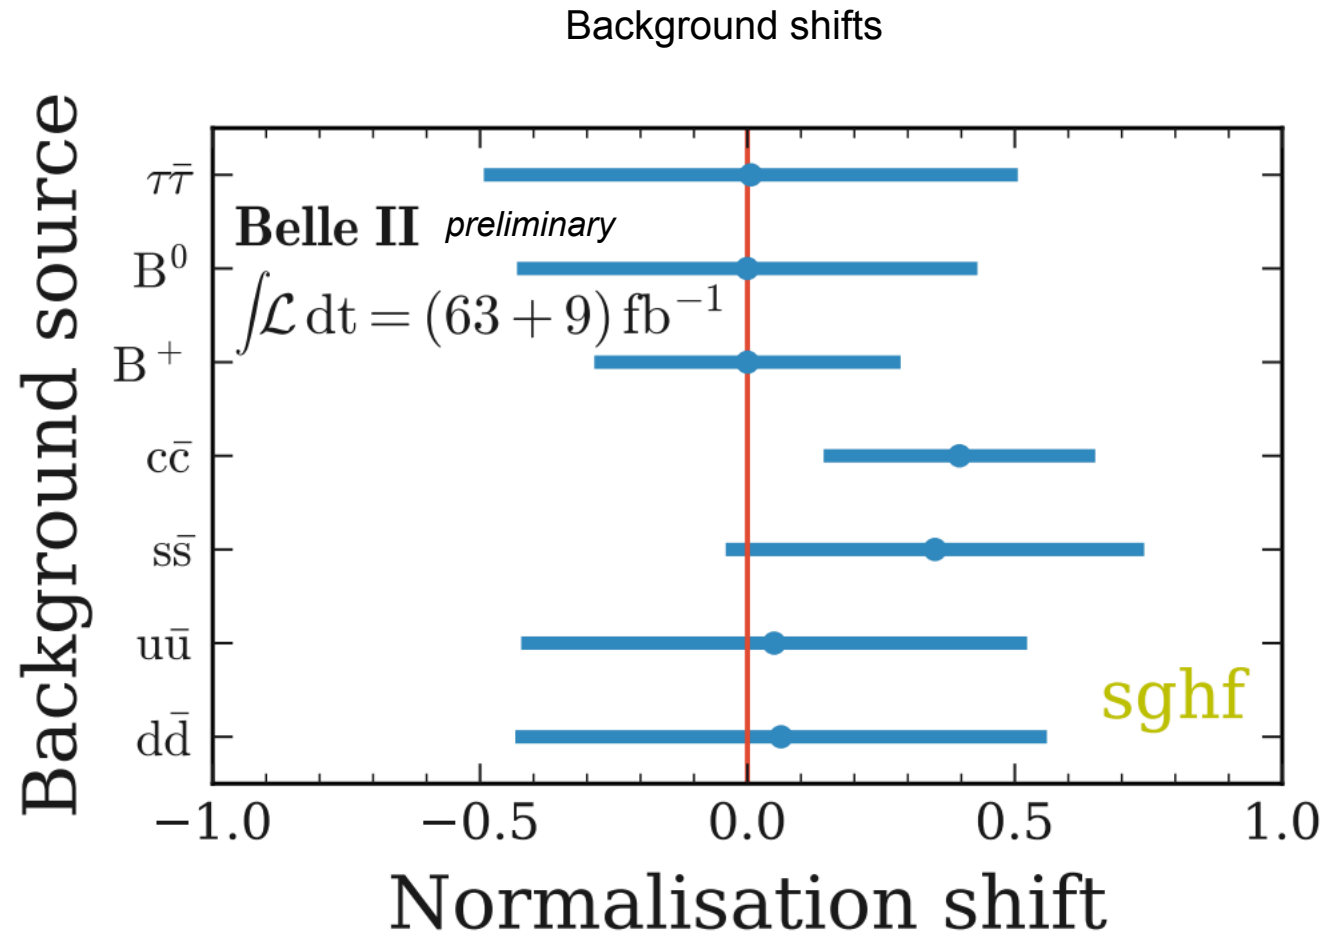 Background shifts
Background source
ττ̄
Belle II preliminary
B⁰
∫ℒ dt = (63 + 9) fb⁻¹
B⁺
cc̄
ss̄
uū
sghf
dd̄
−1.0 −0.5 0.0 0.5 1.0
Normalisation shift